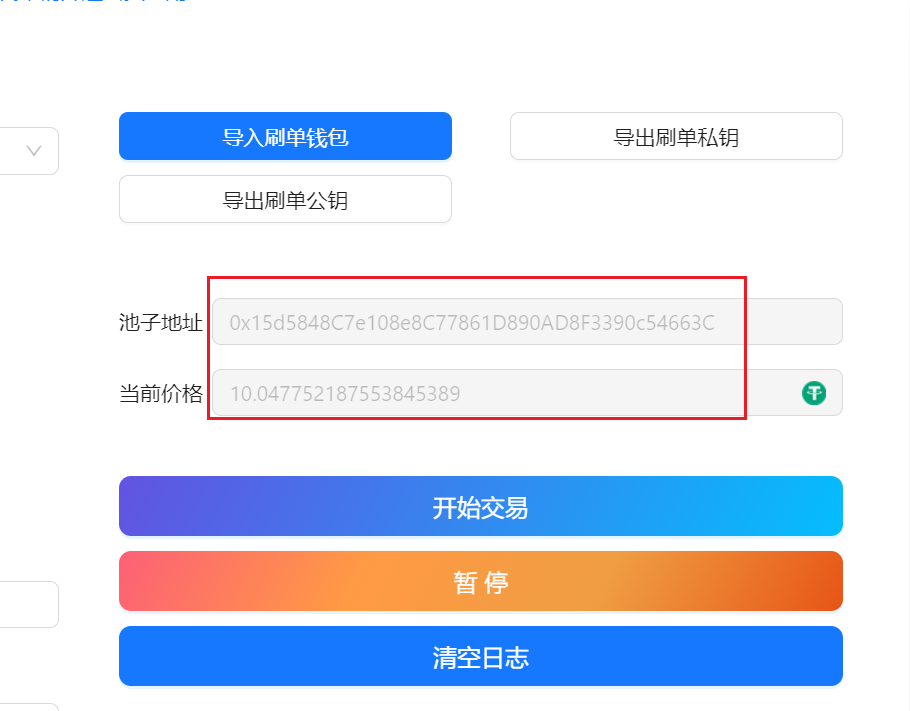 导入刷单钱包
导出刷单私钥
导出刷单公钥
池子地址 0x15d5848C7e108e8C77861D890AD8F3390c54663C
当前价格 10.047752187553845389
开始交易
暂 停
清空日志